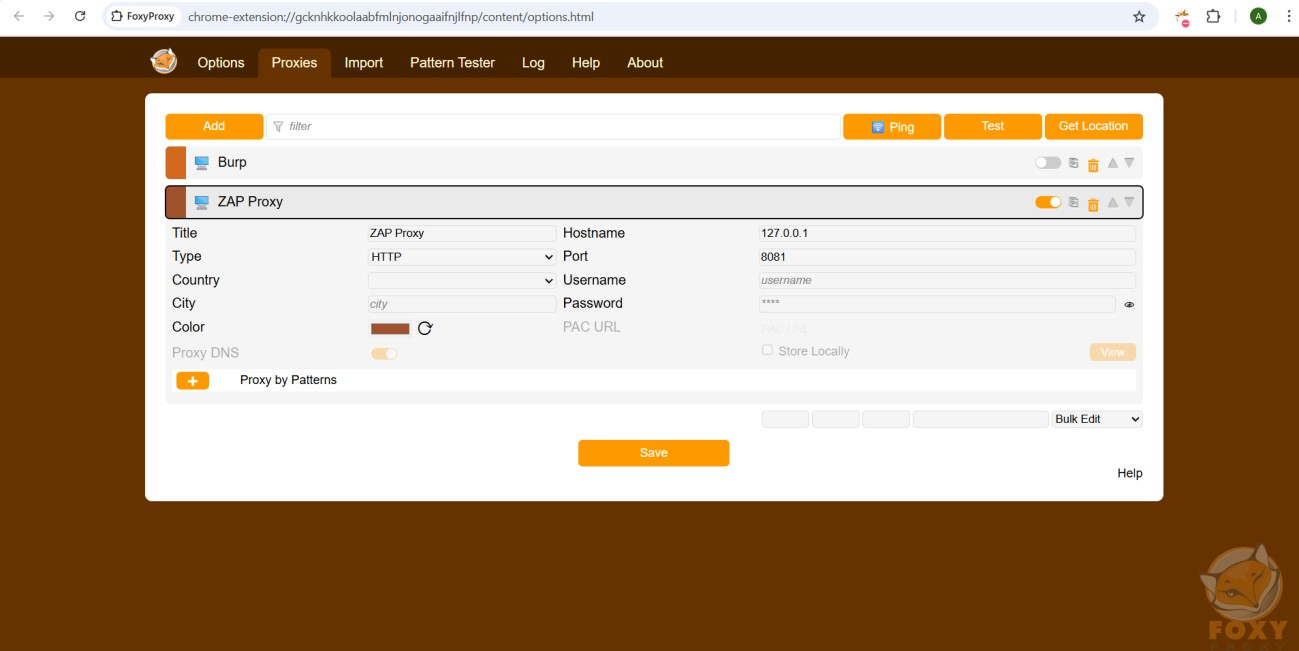 FoxyProxy chrome-extension://gcknhkkoolaabfmlnjonogaaifnjlfnp/content/options.html A
Options Proxies Import Pattern Tester Log Help About
Add filter Ping Test Get Location
Burp
ZAP Proxy
Title ZAP Proxy Hostname 127.0.0.1
Type HTTP Port 8081
Country Username username
City city Password ****
Color PAC URL PAC URL
Proxy DNS Store Locally View
+ Proxy by Patterns
Bulk Edit
Save
Help
FOXY
PROXY